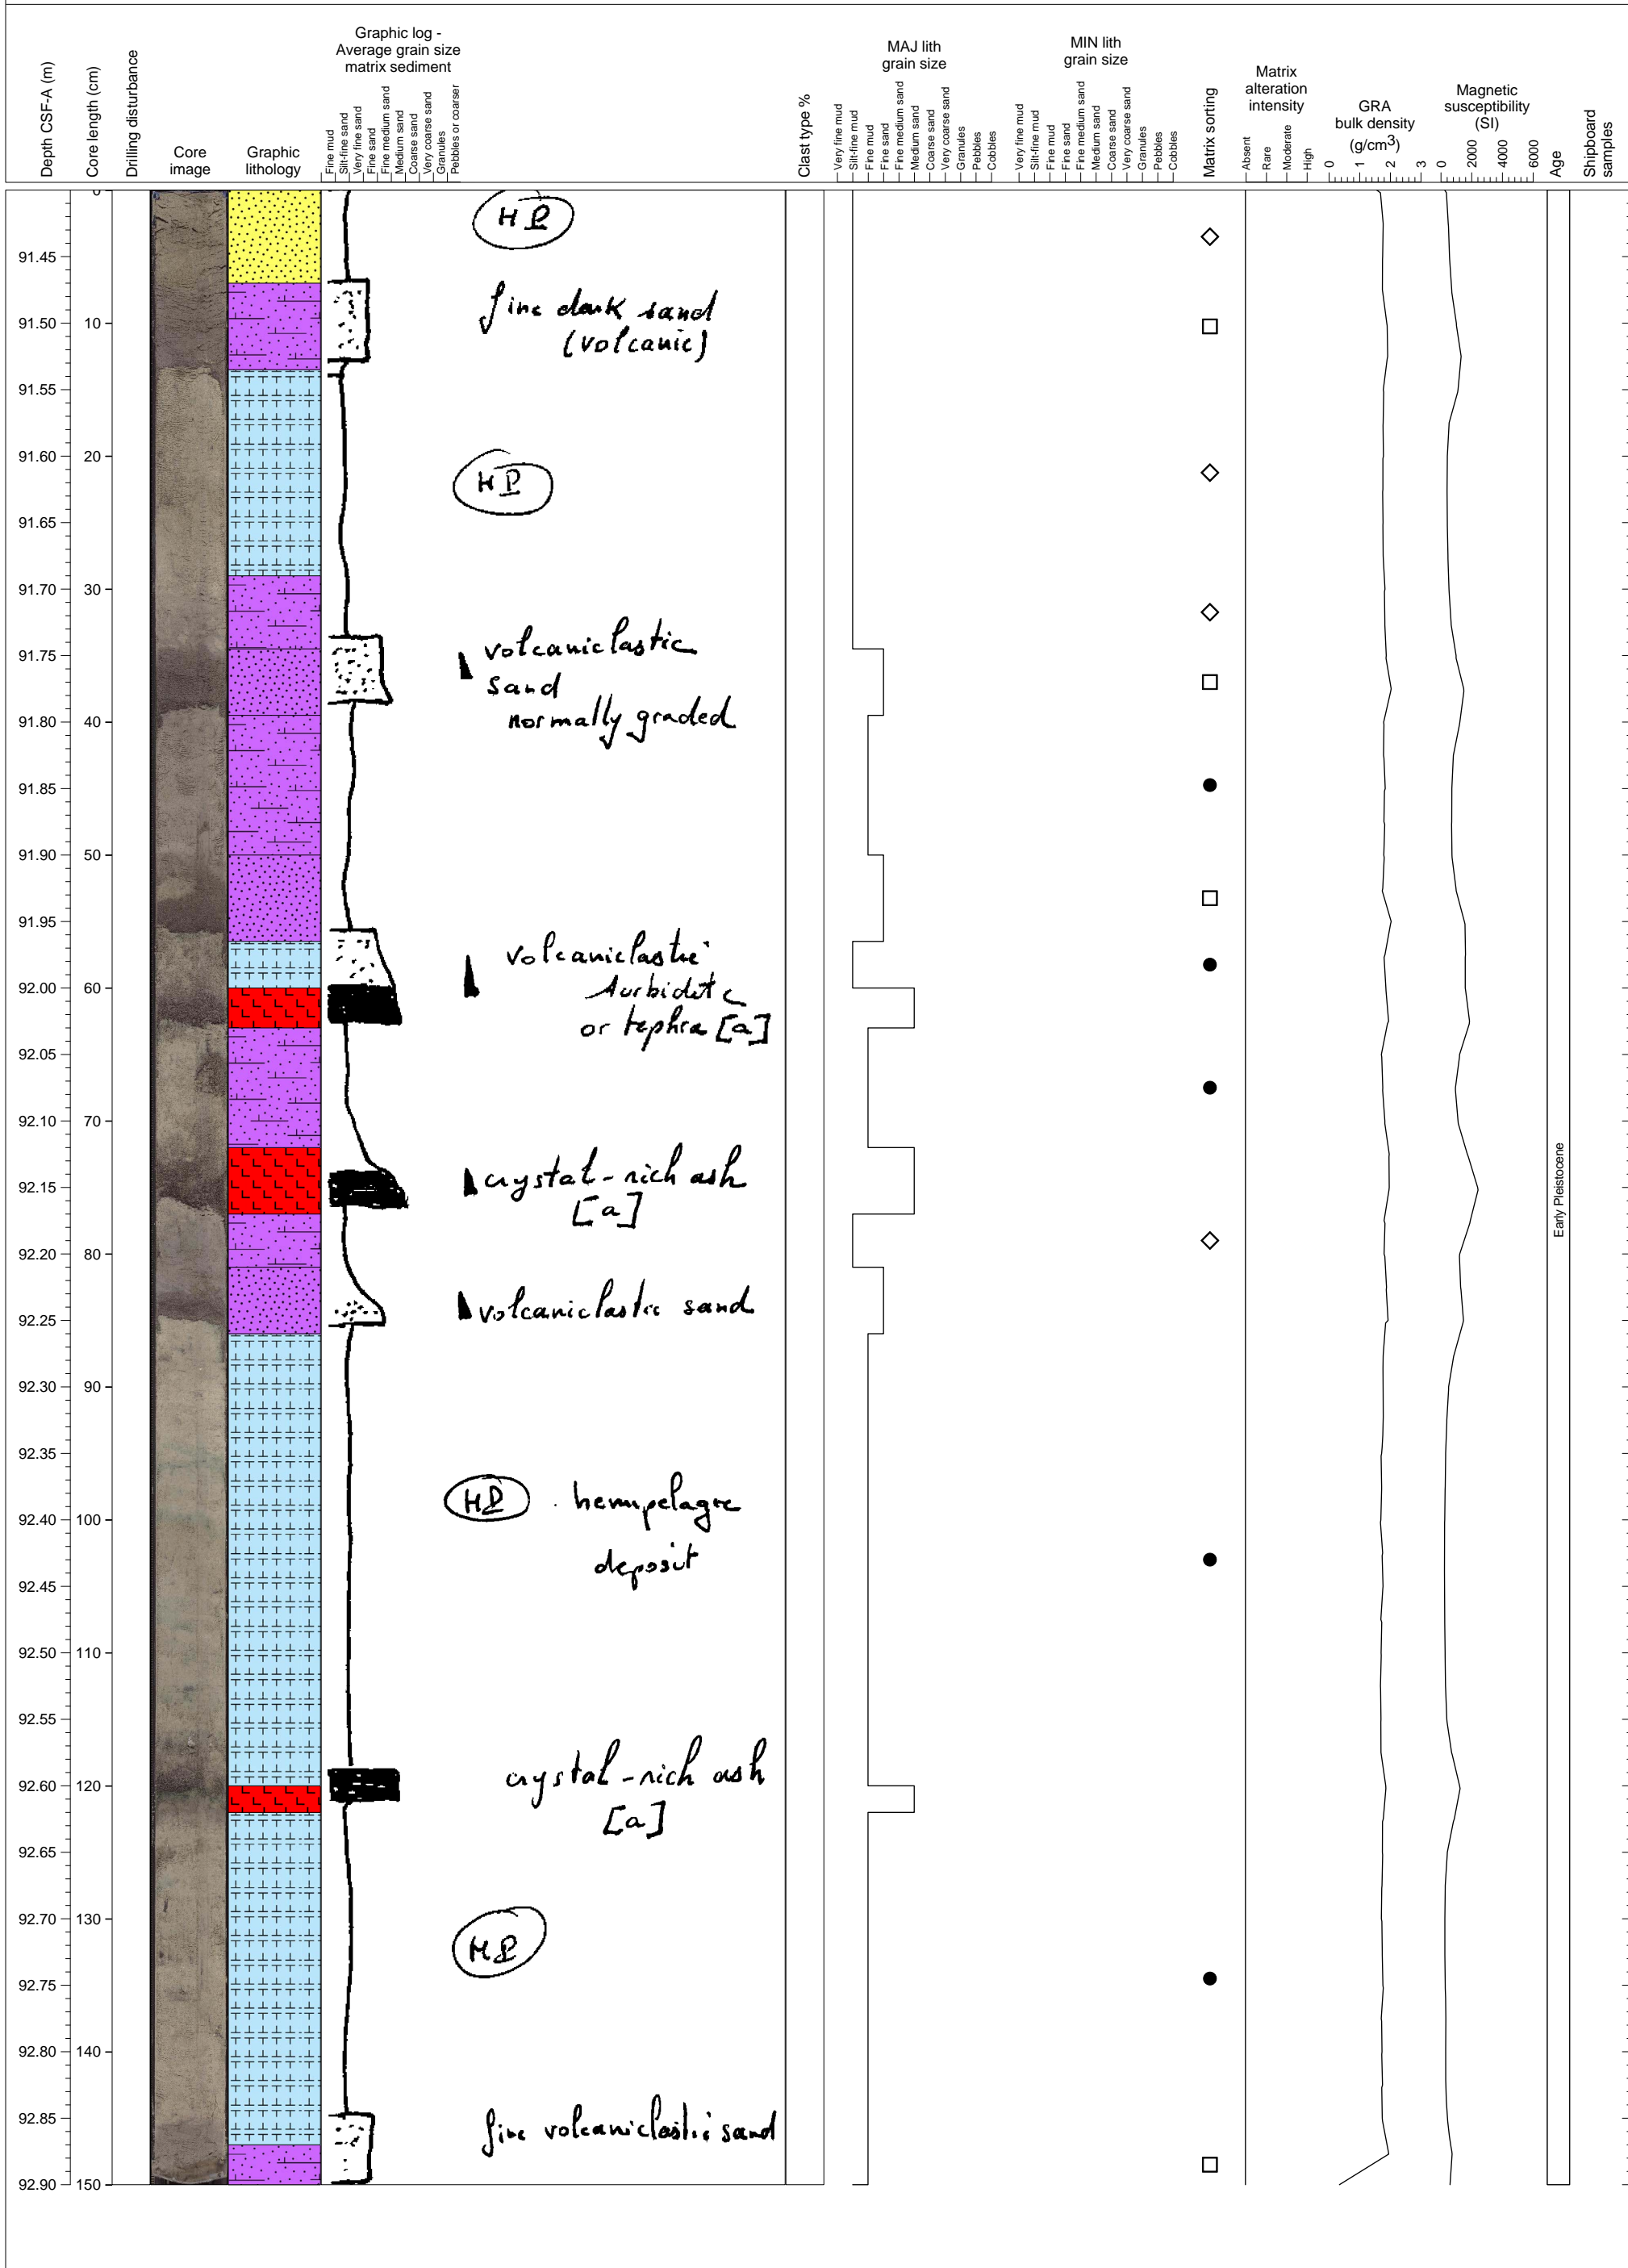 Depth CSF-A (m)
Core length (cm)
Drilling disturbance
Core
image
Graphic
lithology
Graphic log -
Average grain size
matrix sediment
Fine mud
Silt-fine sand
Very fine sand
Fine sand
Fine medium sand
Medium sand
Coarse sand
Very coarse sand
Granules
Pebbles or coarser
Clast type %
MAJ lith
grain size
Very fine mud
Silt-fine mud
Fine mud
Fine sand
Fine medium sand
Medium sand
Coarse sand
Very coarse sand
Granules
Pebbles
Cobbles
MIN lith
grain size
Very fine mud
Silt-fine mud
Fine mud
Fine sand
Fine medium sand
Medium sand
Coarse sand
Very coarse sand
Granules
Pebbles
Cobbles
Matrix sorting
Matrix
alteration
intensity
Absent
Rare
Moderate
High
GRA
bulk density
(g/cm3)
0 1 2 3
Magnetic
susceptibility
(SI)
0 2000 4000 6000
Age
Shipboard
samples
HP
91.45
fine dark sand
91.50 10
(volcanic)
91.55
91.60 20
HP
91.65
91.70 30
91.75
volcaniclastic
sand
normally graded
91.80 40
91.85
91.90 50
91.95
volcaniclastic
92.00 60
turbidite
or tephra [a]
92.05
92.10 70
92.15
crystal-rich ash
[a]
Early Pleistocene
92.20 80
92.25
volcaniclastic sand
92.30 90
92.35
HP hemipelagic
92.40 100
deposit
92.45
92.50 110
92.55
92.60 120
crystal-rich ash
[a]
92.65
92.70 130
HP
92.75
92.80 140
92.85
fine volcaniclastic sand
92.90 150